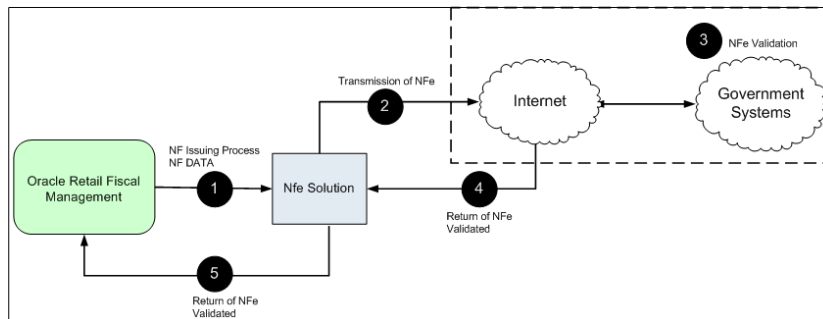 3
NFe Validation
Transmission of NFe
2
Internet
Government
Systems
NF Issuing Process
NF DATA
Oracle Retail Fiscal
Management
1
Nfe Solution
4
Return of NFe
Validated
5
Return of NFe
Validated